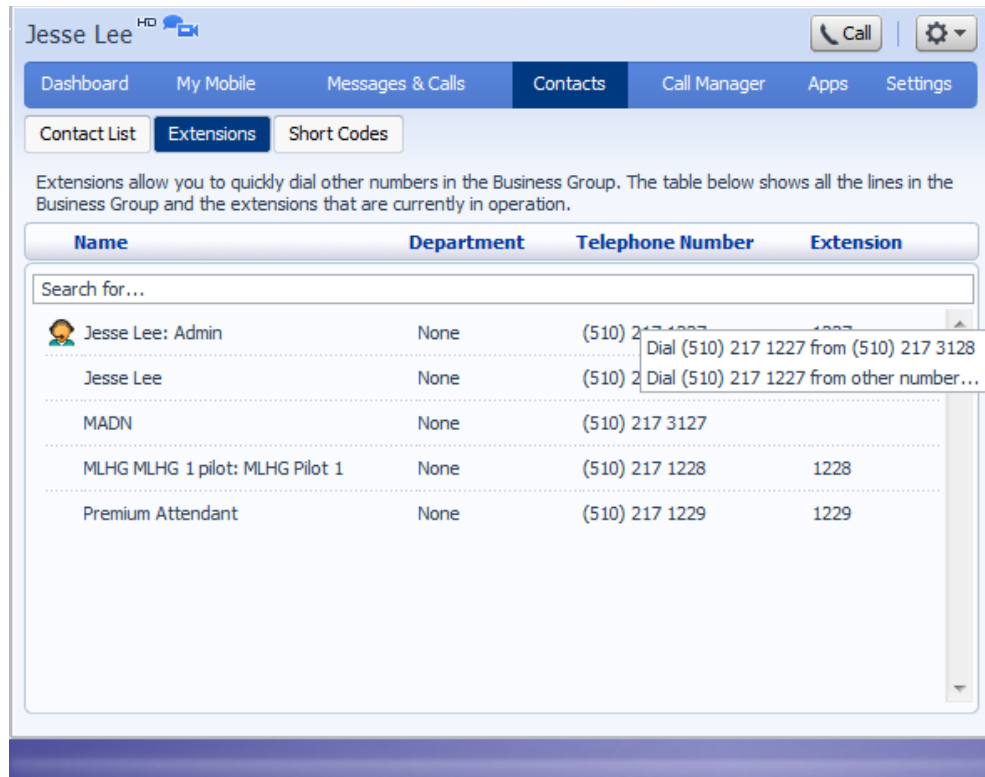 Jesse Lee HD
Call
Dashboard My Mobile Messages & Calls Contacts Call Manager Apps Settings
Contact List Extensions Short Codes
Extensions allow you to quickly dial other numbers in the Business Group. The table below shows all the lines in the
Business Group and the extensions that are currently in operation.
Name Department Telephone Number Extension
Search for...
Jesse Lee: Admin None (510)
Dial (510) 217 1227 from (510) 217 3128
Jesse Lee None (510)
Dial (510) 217 1227 from other number...
MADN None (510) 217 3127
MLHG MLHG 1 pilot: MLHG Pilot 1 None (510) 217 1228 1228
Premium Attendant None (510) 217 1229 1229